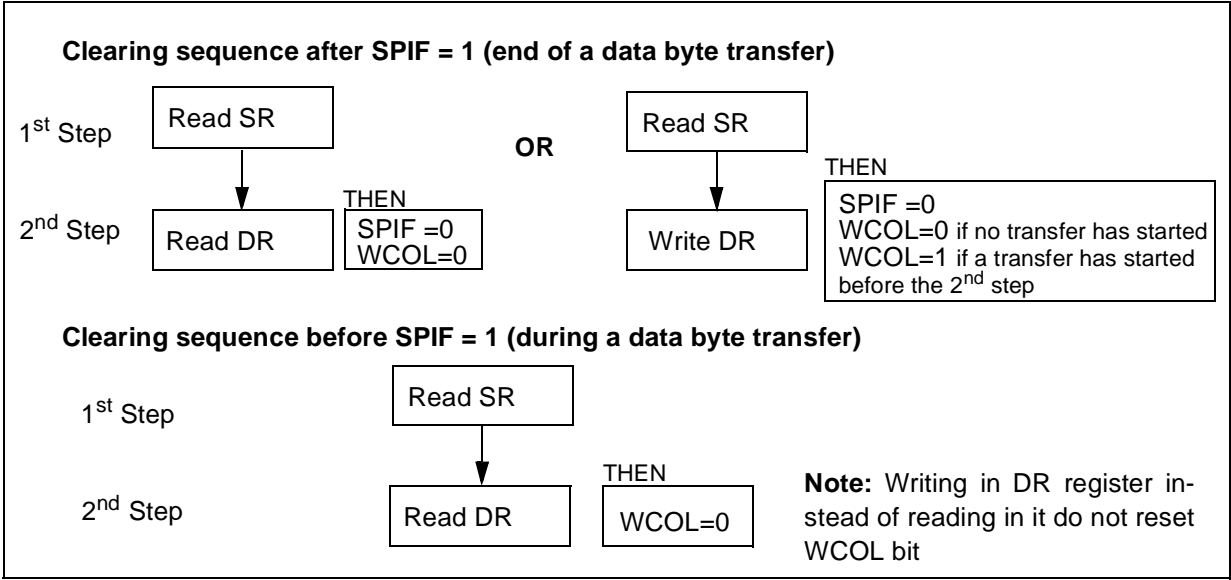 Clearing sequence after SPIF = 1 (end of a data byte transfer)
1st Step
Read SR
OR
Read SR
THEN
THEN
2nd Step
Read DR
SPIF =0
WCOL=0
Write DR
SPIF =0
WCOL=0 if no transfer has started
WCOL=1 if a transfer has started
before the 2nd step
Clearing sequence before SPIF = 1 (during a data byte transfer)
1st Step
Read SR
THEN
2nd Step
Read DR
WCOL=0
Note: Writing in DR register in-
stead of reading in it do not reset
WCOL bit